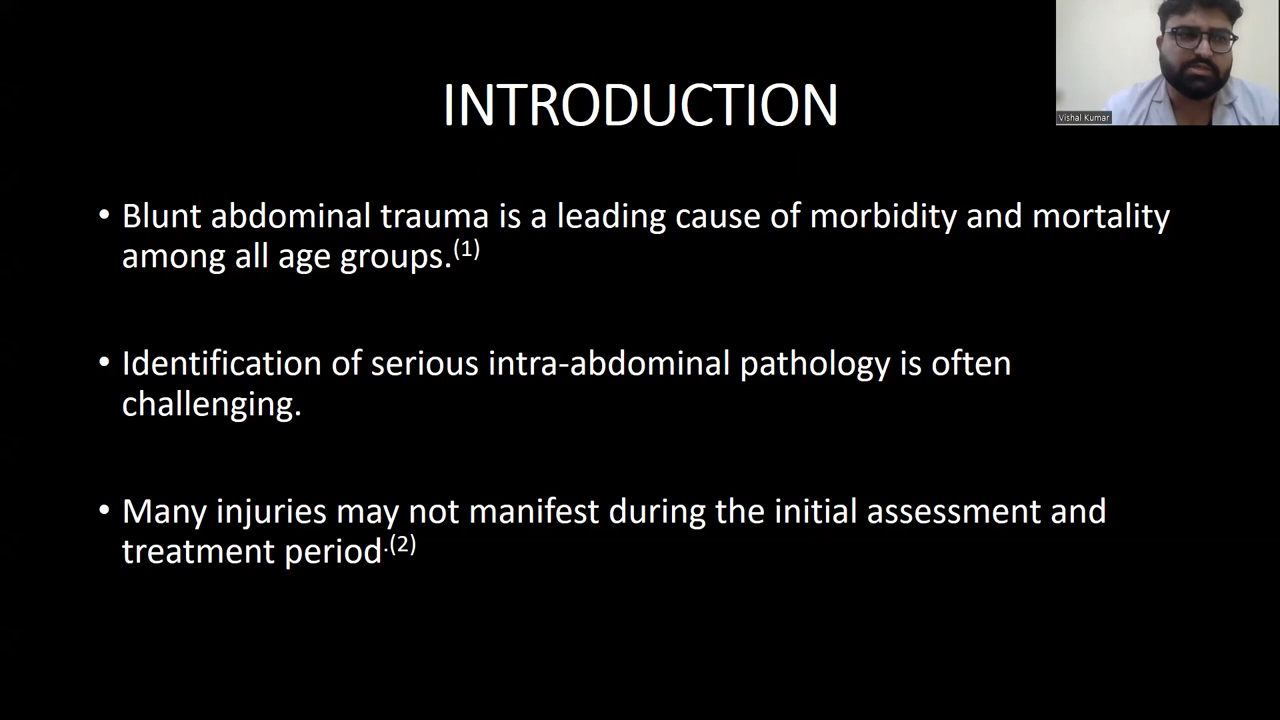 INTRODUCTION
Vishal Kumar
• Blunt abdominal trauma is a leading cause of morbidity and mortality
among all age groups.(1)
• Identification of serious intra-abdominal pathology is often
challenging.
• Many injuries may not manifest during the initial assessment and
treatment period.(2)